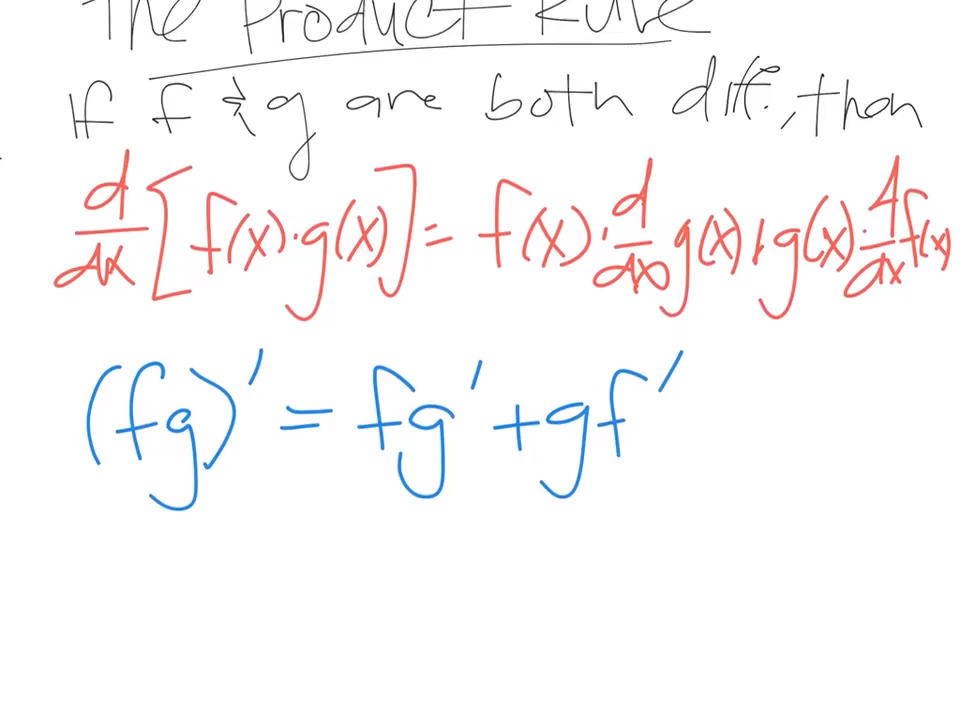 The Product Rule
If f & g are both diff., then
d/dx [f(x)·g(x)] = f(x)·d/dx g(x) + g(x)·d/dx f(x)
(fg)' = fg' + gf'